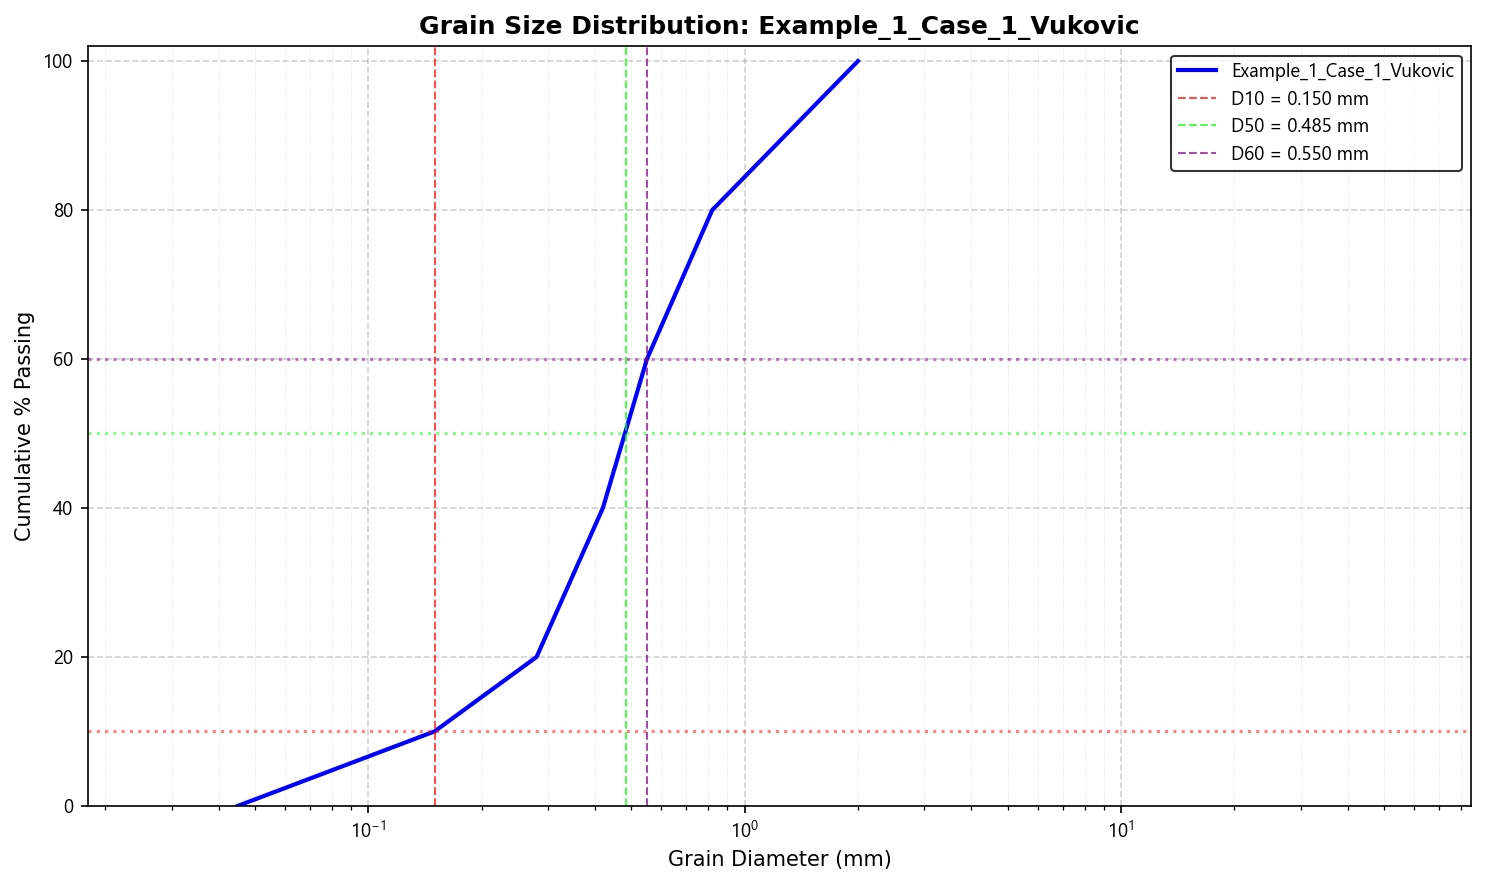 Grain Size Distribution: Example_1_Case_1_Vukovic
Example_1_Case_1_Vukovic
D10 = 0.150 mm
D50 = 0.485 mm
D60 = 0.550 mm
Cumulative % Passing
100
80
60
40
20
0
10⁻¹
10⁰
10¹
Grain Diameter (mm)